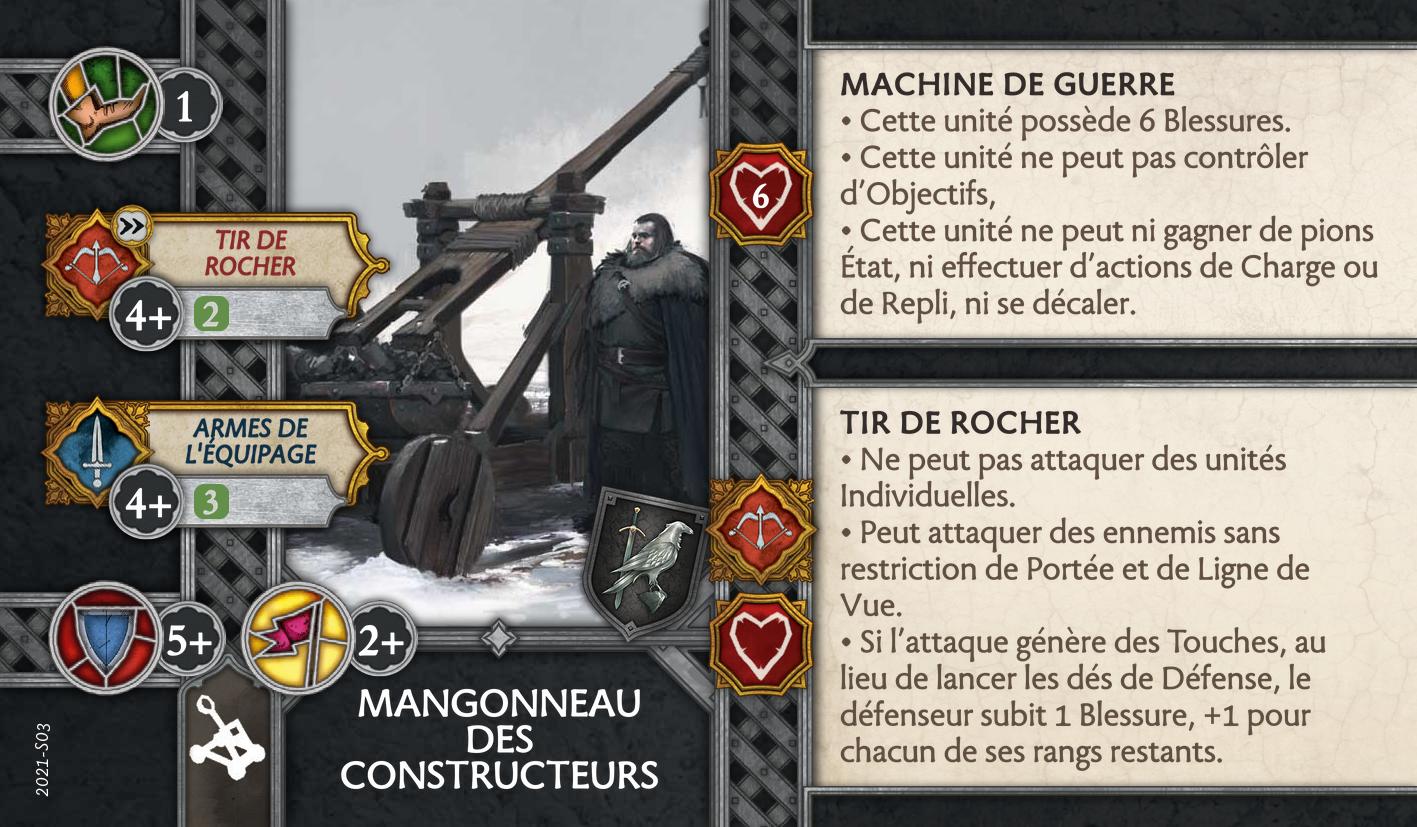 1
TIR DE
ROCHER
4+
2
ARMES DE
L'ÉQUIPAGE
4+
3
5+
2+
MANGONNEAU
DES
CONSTRUCTEURS
2021-S03
6
MACHINE DE GUERRE
• Cette unité possède 6 Blessures.
• Cette unité ne peut pas contrôler
d’Objectifs,
• Cette unité ne peut ni gagner de pions
État, ni effectuer d’actions de Charge ou
de Repli, ni se décaler.
TIR DE ROCHER
• Ne peut pas attaquer des unités
Individuelles.
• Peut attaquer des ennemis sans
restriction de Portée et de Ligne de
Vue.
• Si l’attaque génère des Touches, au
lieu de lancer les dés de Défense, le
défenseur subit 1 Blessure, +1 pour
chacun de ses rangs restants.